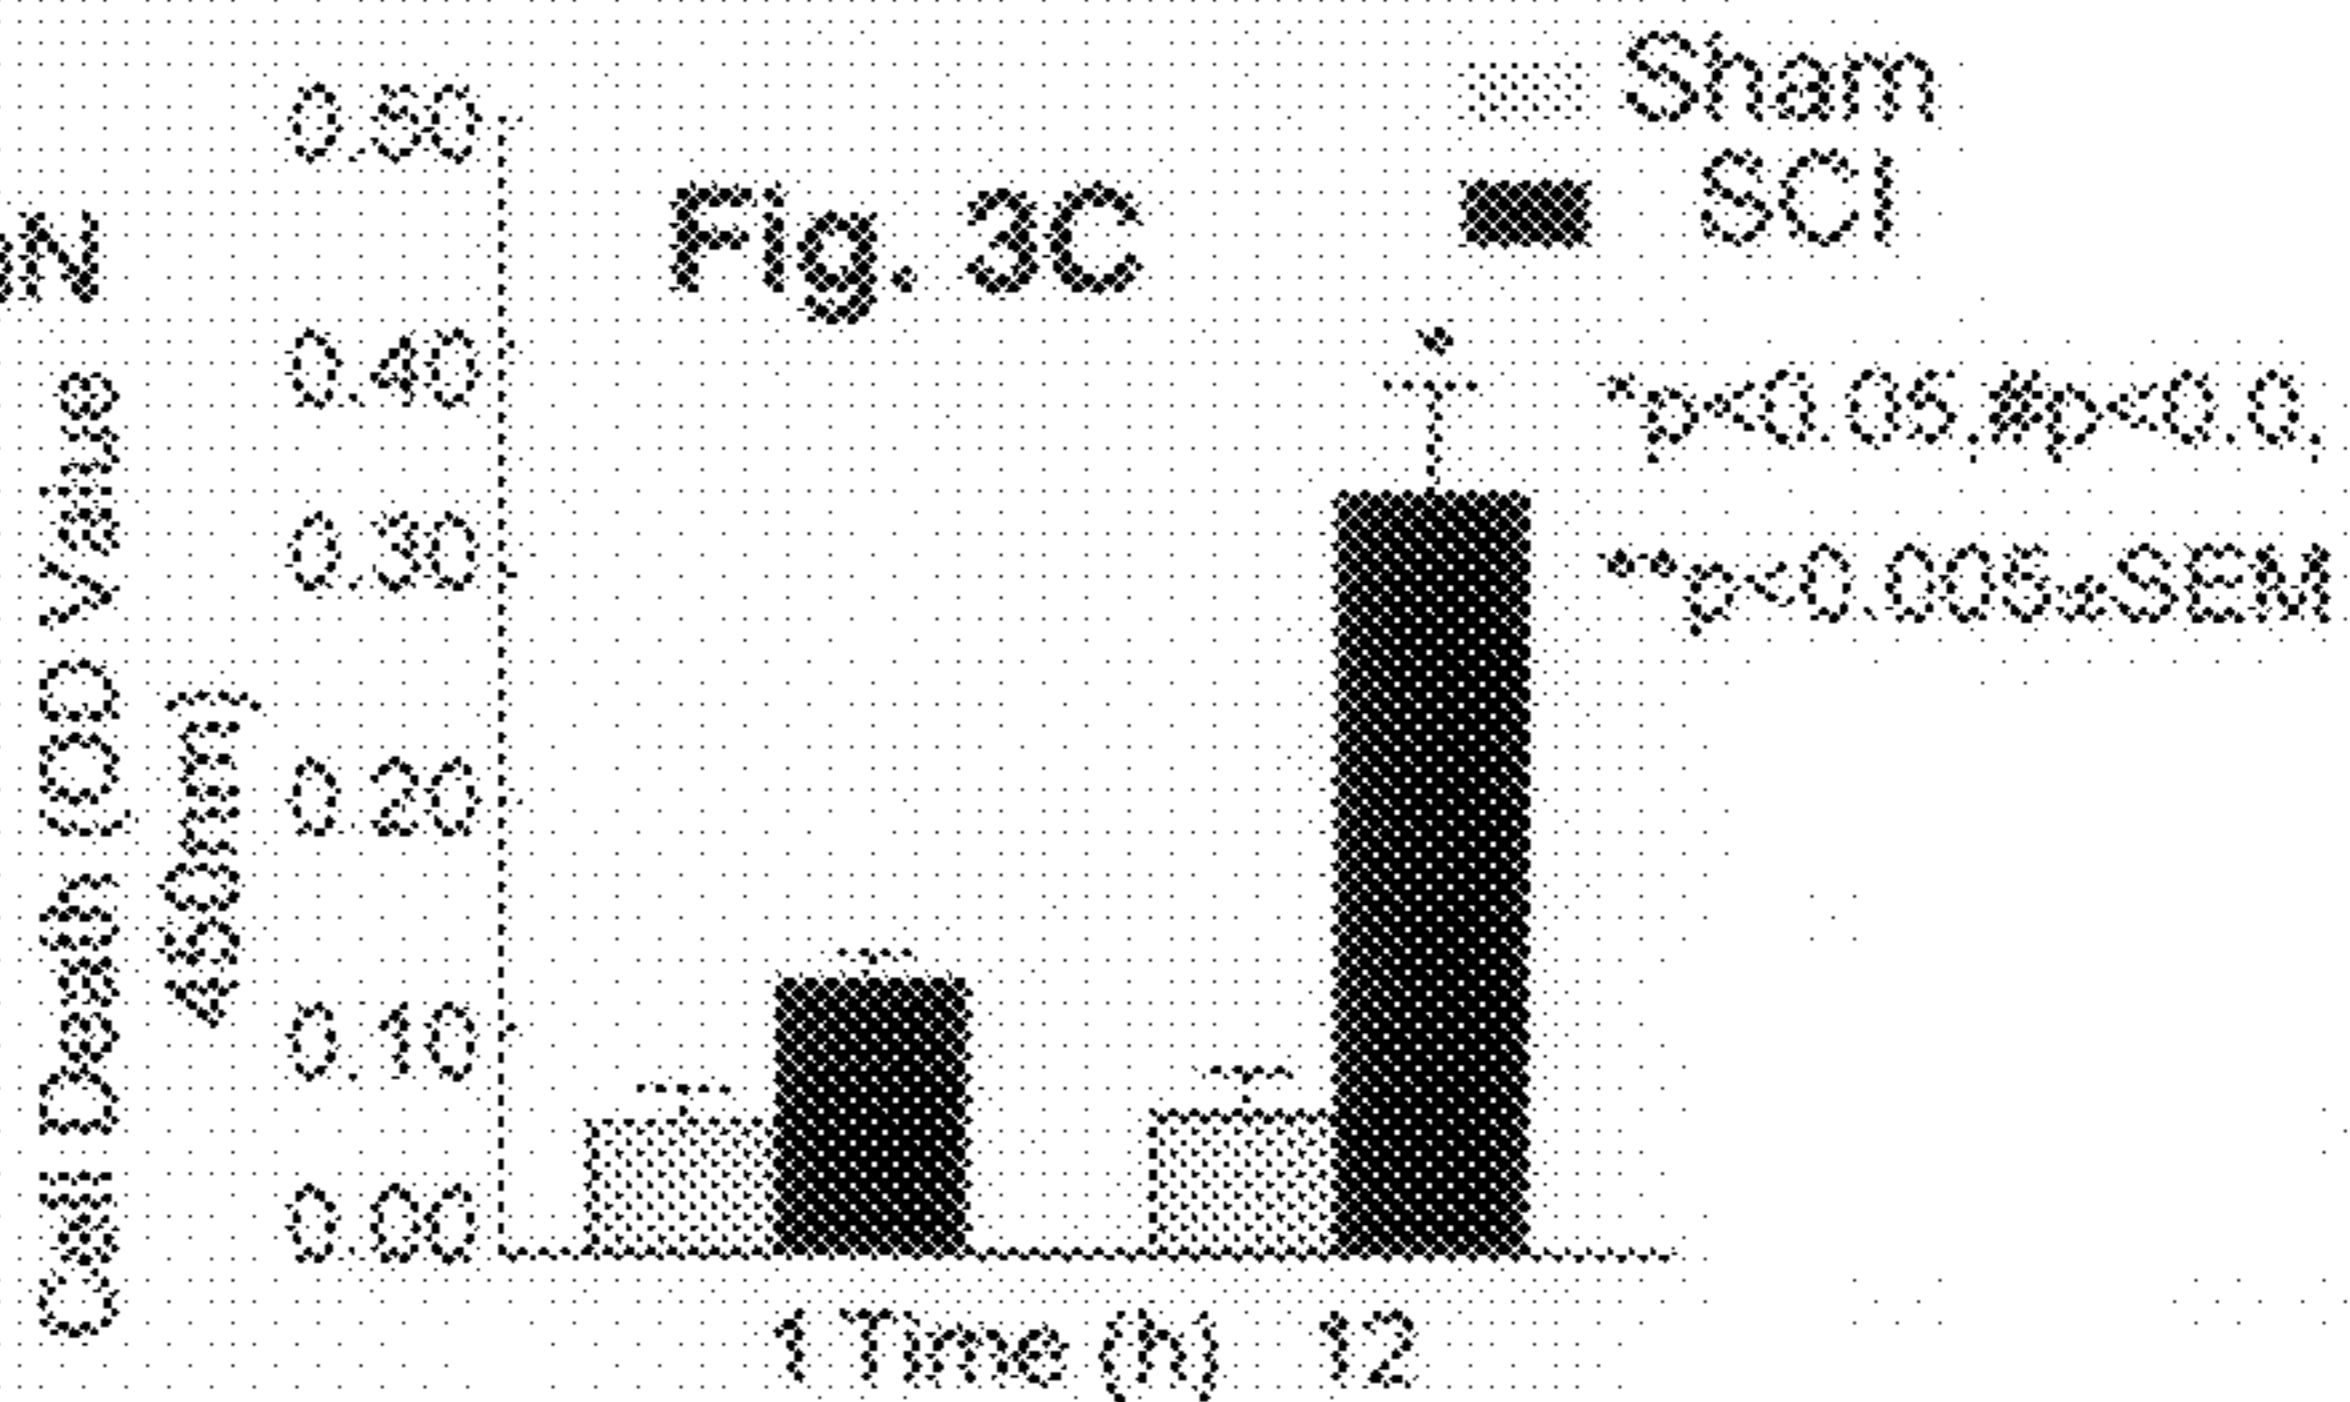 Sham
SCI
Fig. 3C
N
0.50
0.40
0.30
0.20
0.10
0.00
Cell Death (OD Value
450nm)
*p<0.05,#p<0.0,
**p<0.005±SEM
1 Time (h) 12